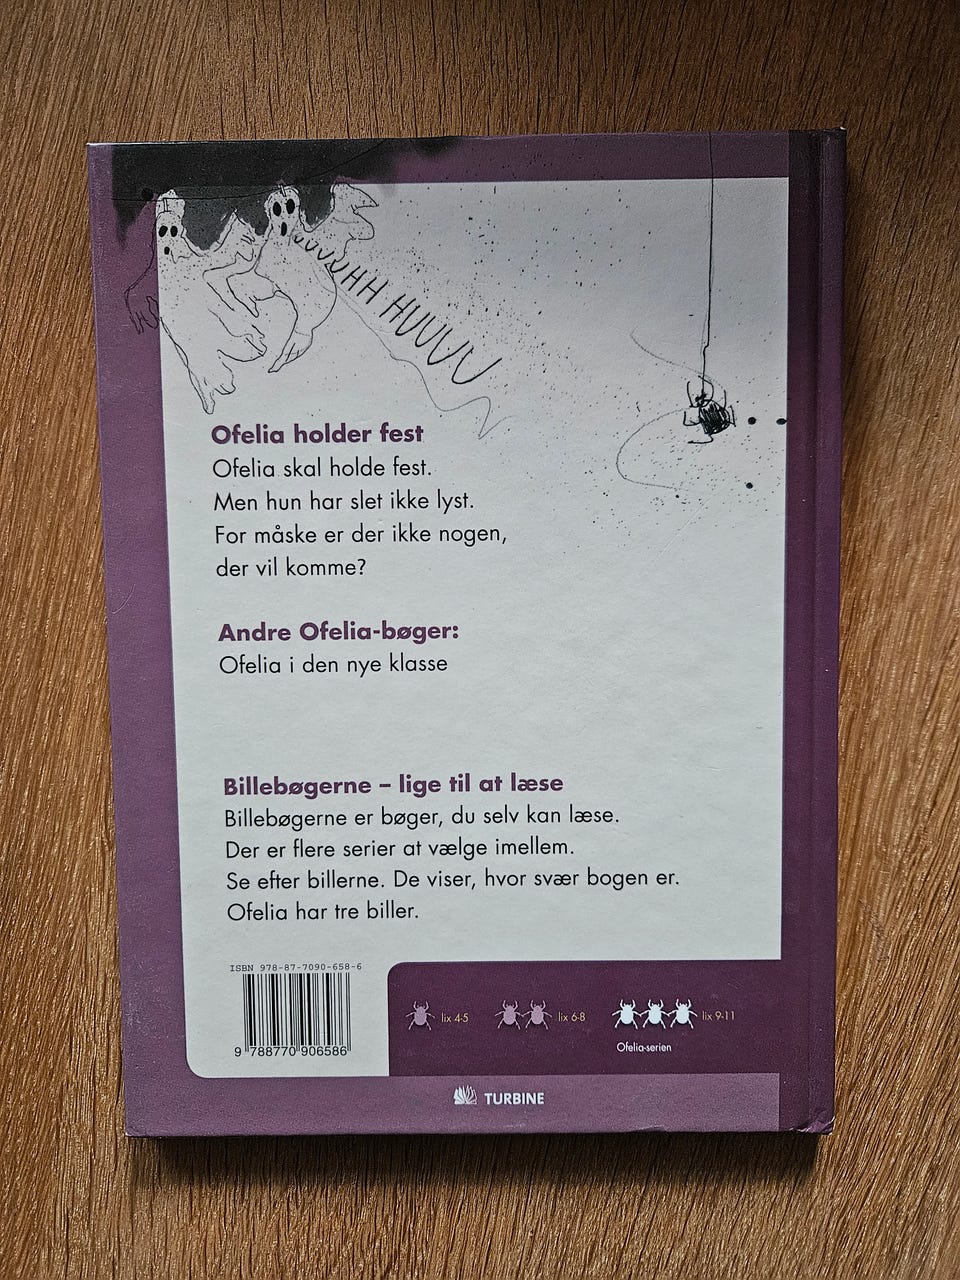 UUUUUHH HUUUU
Ofelia holder fest
Ofelia skal holde fest.
Men hun har slet ikke lyst.
For måske er der ikke nogen,
der vil komme?
Andre Ofelia-bøger:
Ofelia i den nye klasse
Billebøgerne – lige til at læse
Billebøgerne er bøger, du selv kan læse.
Der er flere serier at vælge imellem.
Se efter billerne. De viser, hvor svær bogen er.
Ofelia har tre biller.
ISBN 978-87-7090-658-6
9 788770 906586
lix 4-5 lix 6-8 lix 9-11
Ofelia-serien
TURBINE